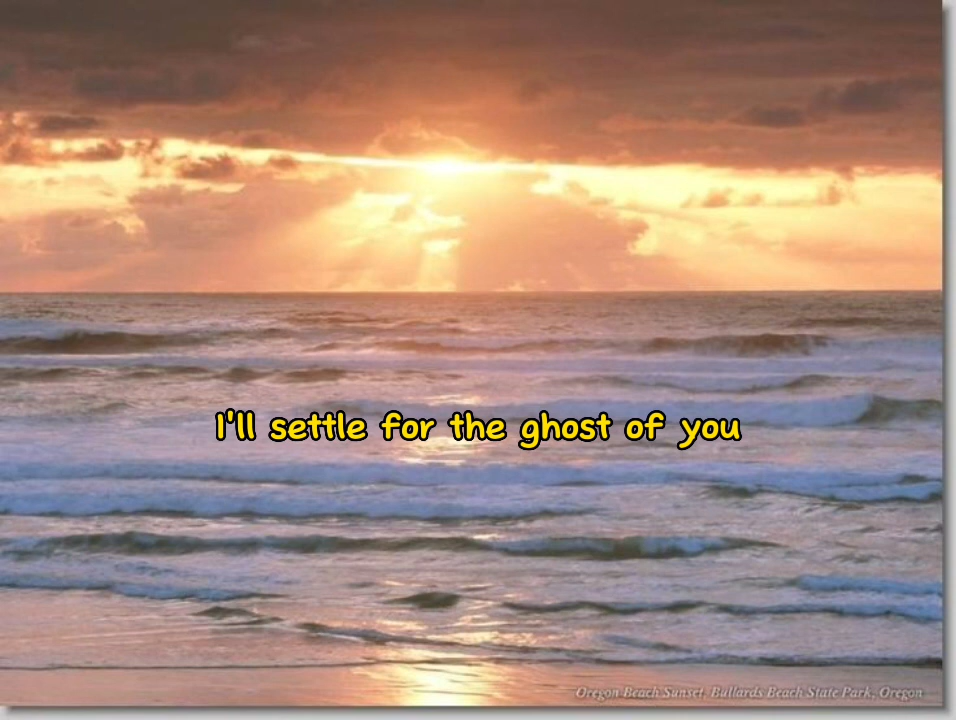 I'll settle for the ghost of you
Oregon Beach Sunset, Bullards Beach State Park, Oregon